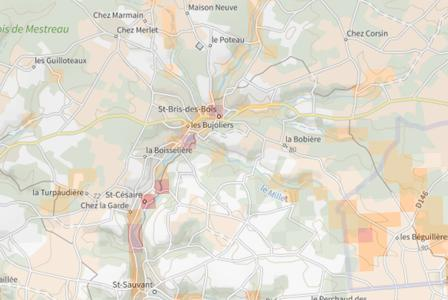 Maison Neuve
Chez Marmain
Chez Merlet
le Poteau
Chez Corsin
ois de Mestreau
les Guilloteaux
St-Bris-des-Bois
les Bujoliers
la Bobière
la Boisselière
la Turpaudière
St-Césaire
Chez la Garde
le Millet
D146
les Béguillère
aillée
St-Sauvant
le Perchaud des